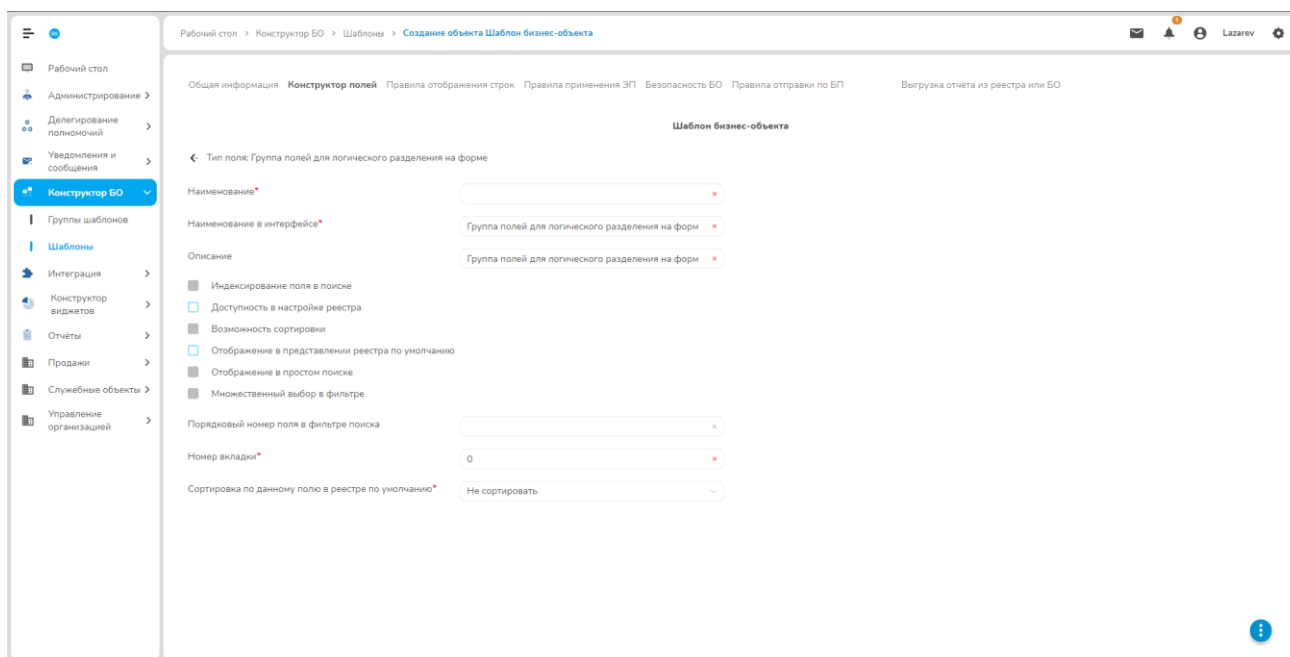 Рабочий стол > Конструктор БО > Шаблоны > Создание объекта Шаблон бизнес-объекта
1
Lazarev
Рабочий стол
Администрирование
Делегирование
полномочий
Уведомления и
сообщения
Конструктор БО
Группы шаблонов
Шаблоны
Интеграция
Конструктор
виджетов
Отчёты
Продажи
Служебные объекты
Управление
организацией
Общая информация Конструктор полей Правила отображения строк Правила применения ЭП Безопасность БО Правила отправки по БП Выгрузка отчета из реестра или БО
Шаблон бизнес-объекта
Тип поля: Группа полей для логического разделения на форме
Наименование*
Наименование в интерфейсе* Группа полей для логического разделения на форм
Описание Группа полей для логического разделения на форм
Индексирование поля в поиске
Доступность в настройке реестра
Возможность сортировки
Отображение в представлении реестра по умолчанию
Отображение в простом поиске
Множественный выбор в фильтре
Порядковый номер поля в фильтре поиска
Номер вкладки* 0
Сортировка по данному полю в реестре по умолчанию* Не сортировать